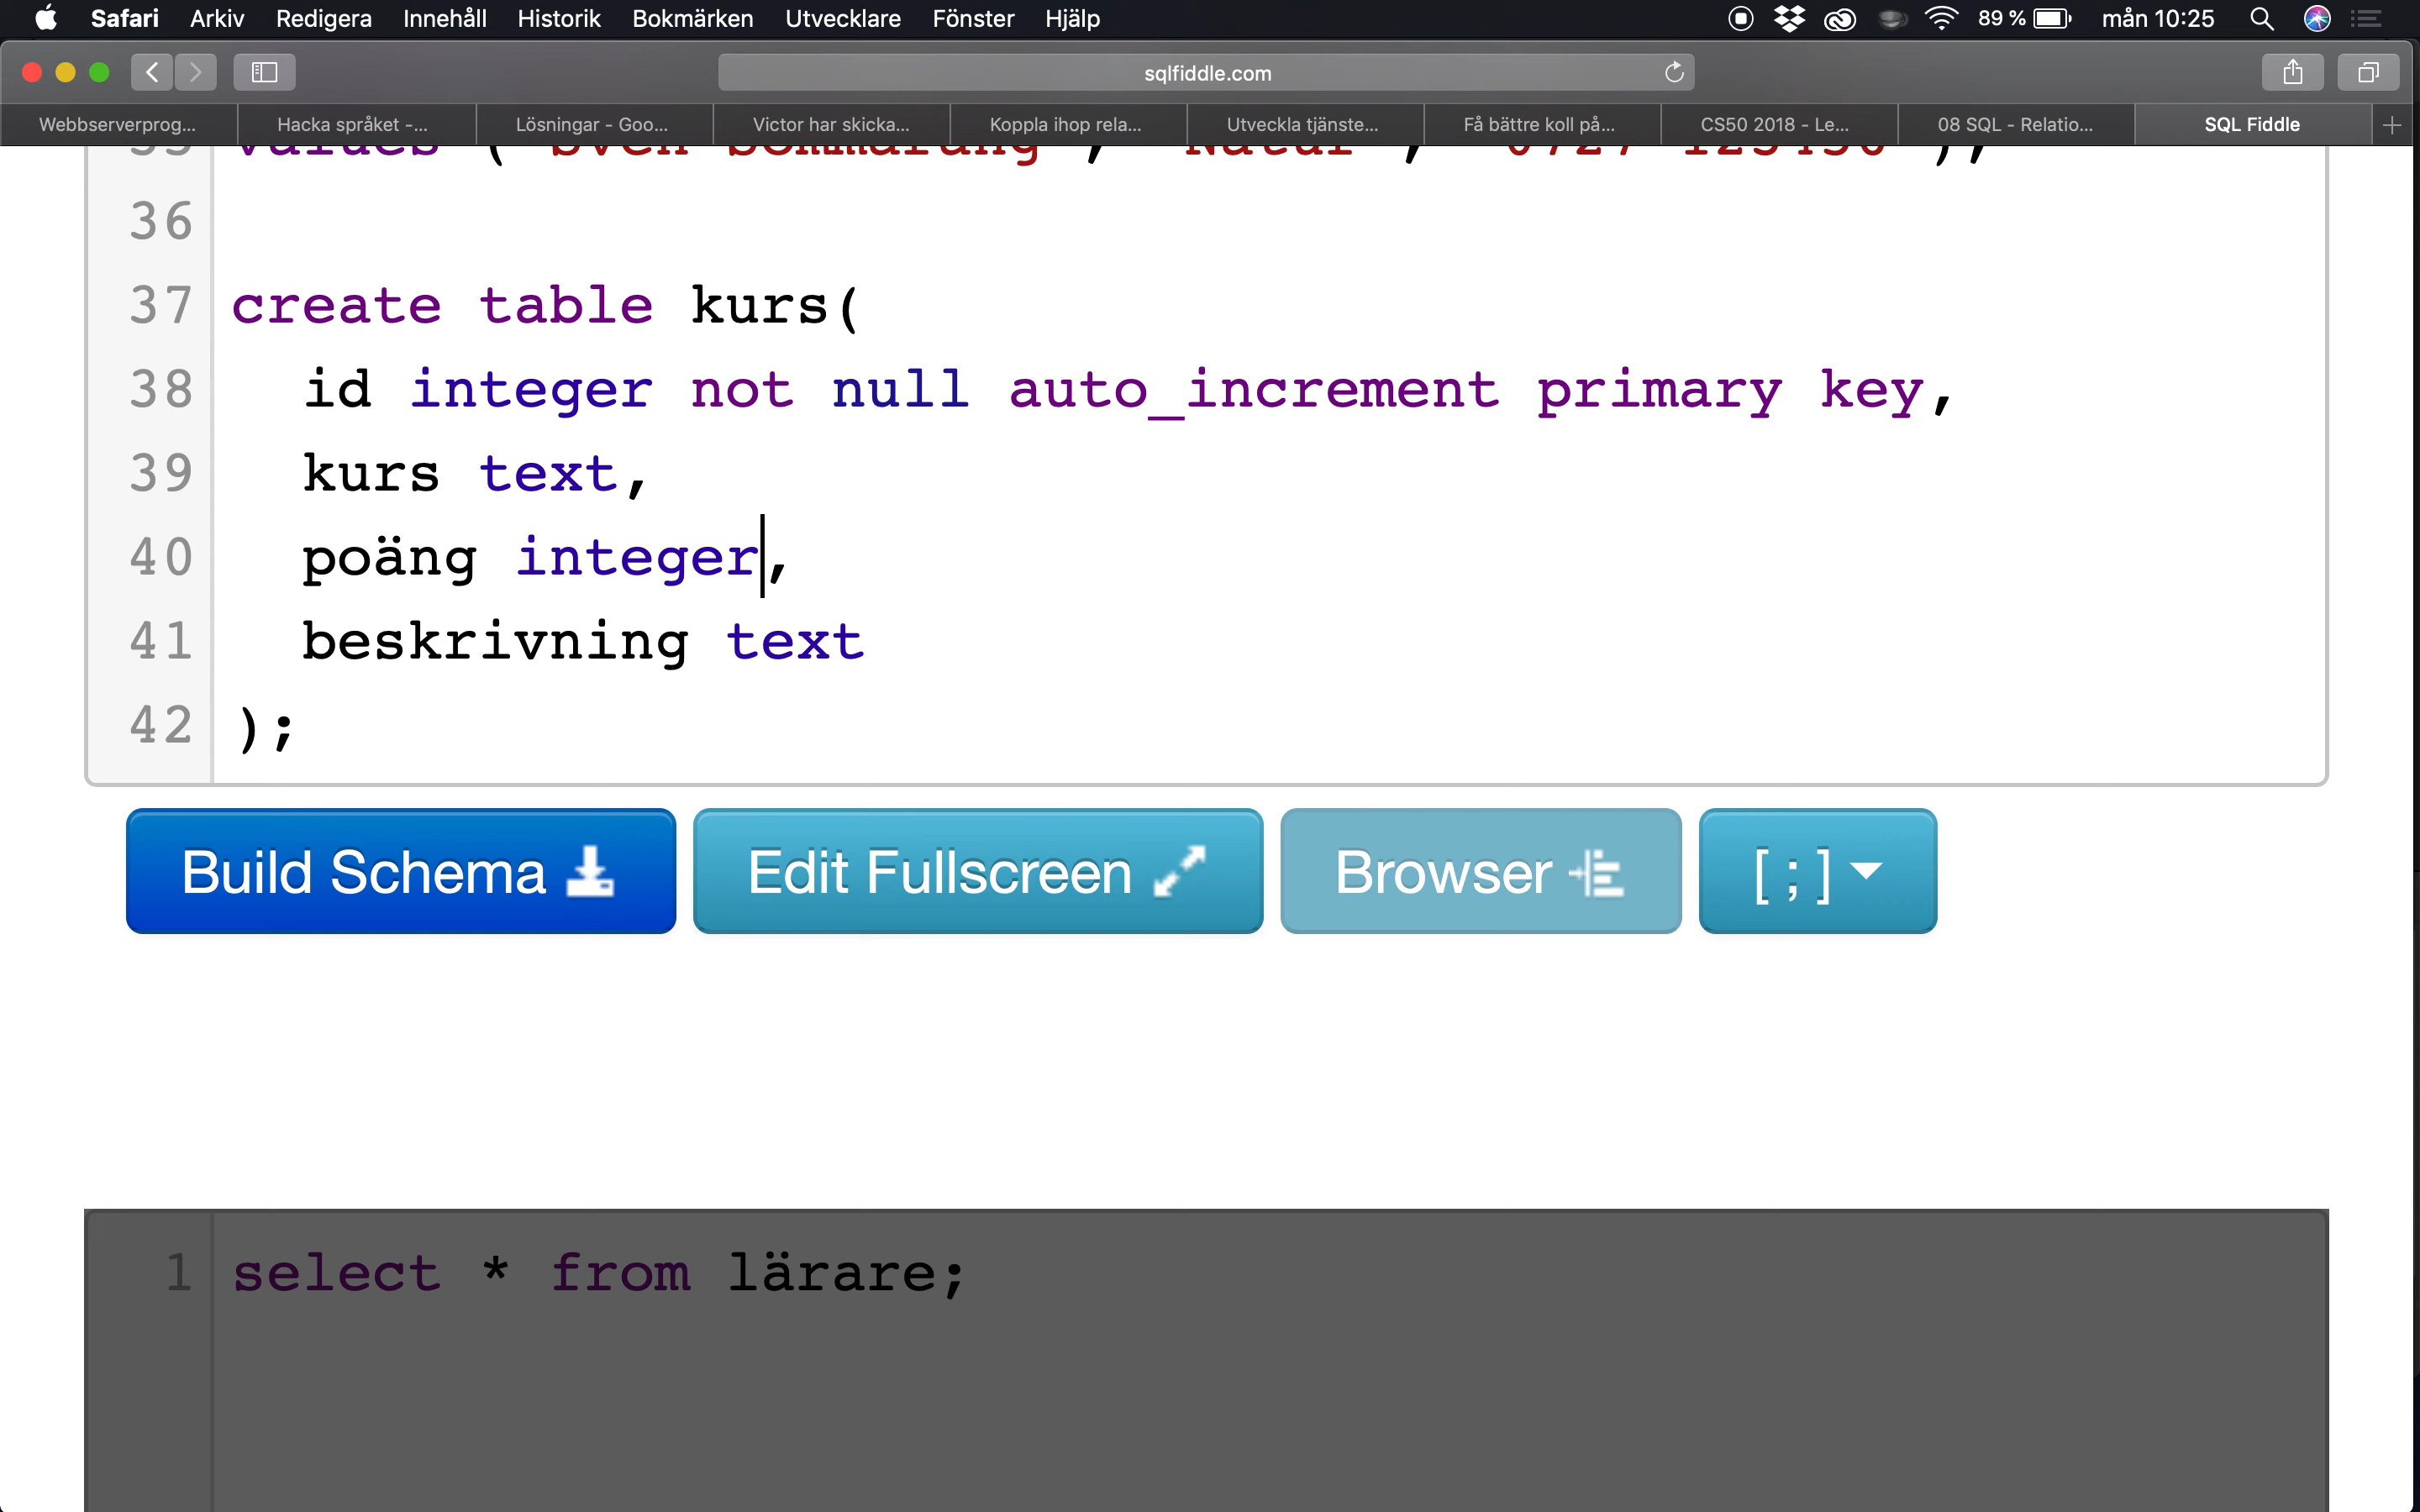 Safari Arkiv Redigera Innehåll Historik Bokmärken Utvecklare Fönster Hjälp 89 % mån 10:25
sqlfiddle.com
Webbserverprog... Hacka språket -... Lösningar - Goo... Victor har skicka... Koppla ihop rela... Utveckla tjänste... Få bättre koll på... CS50 2018 - Le... 08 SQL - Relatio... SQL Fiddle
36
37 create table kurs(
38 id integer not null auto_increment primary key,
39 kurs text,
40 poäng integer,
41 beskrivning text
42 );
Build Schema Edit Fullscreen Browser [ ; ]
1 select * from lärare;